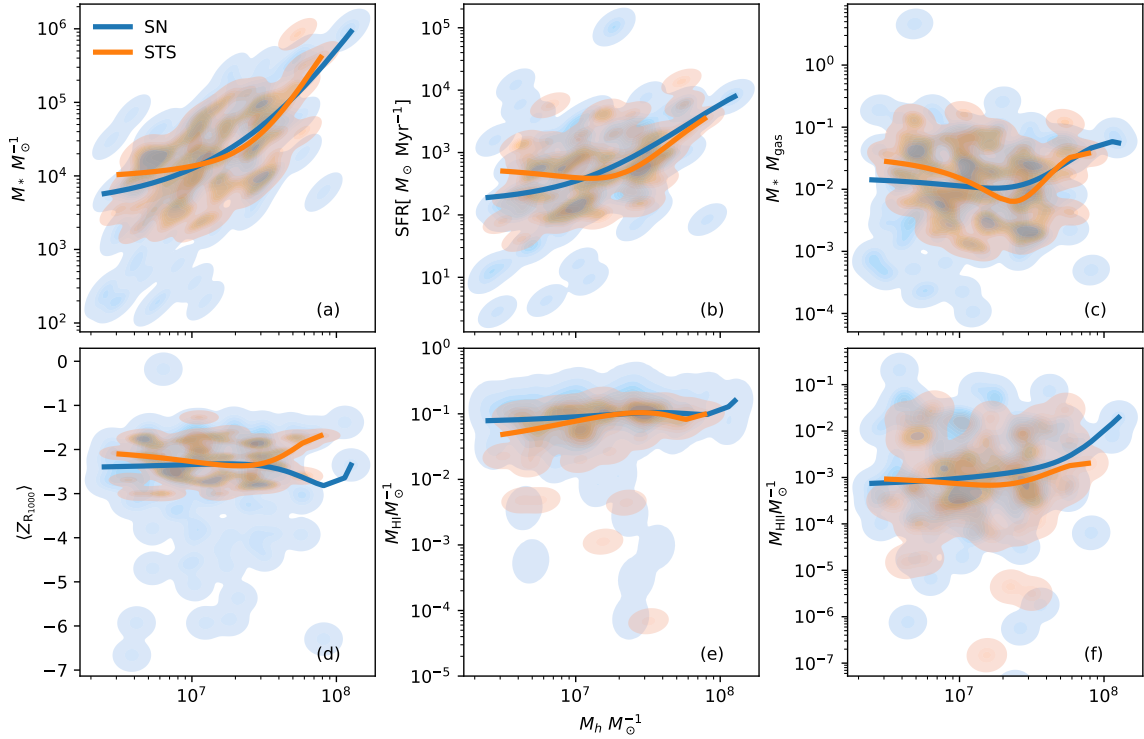 SN
STS
10⁶
10⁵
10⁴
10³
10²
M* M⊙⁻¹
(a)
10⁵
10⁴
10³
10²
10¹
SFR[ M⊙ Myr⁻¹]
(b)
10⁰
10⁻¹
10⁻²
10⁻³
10⁻⁴
M* M_gas
(c)
0
−1
−2
−3
−4
−5
−6
−7
⟨Z_R₁₀₀₀⟩
(d)
10⁷ 10⁸
10⁰
10⁻¹
10⁻²
10⁻³
10⁻⁴
10⁻⁵
M_HI M⊙⁻¹
(e)
10⁷ 10⁸
M_h M⊙⁻¹
10⁻¹
10⁻²
10⁻³
10⁻⁴
10⁻⁵
10⁻⁶
10⁻⁷
M_HII M⊙⁻¹
(f)
10⁷ 10⁸